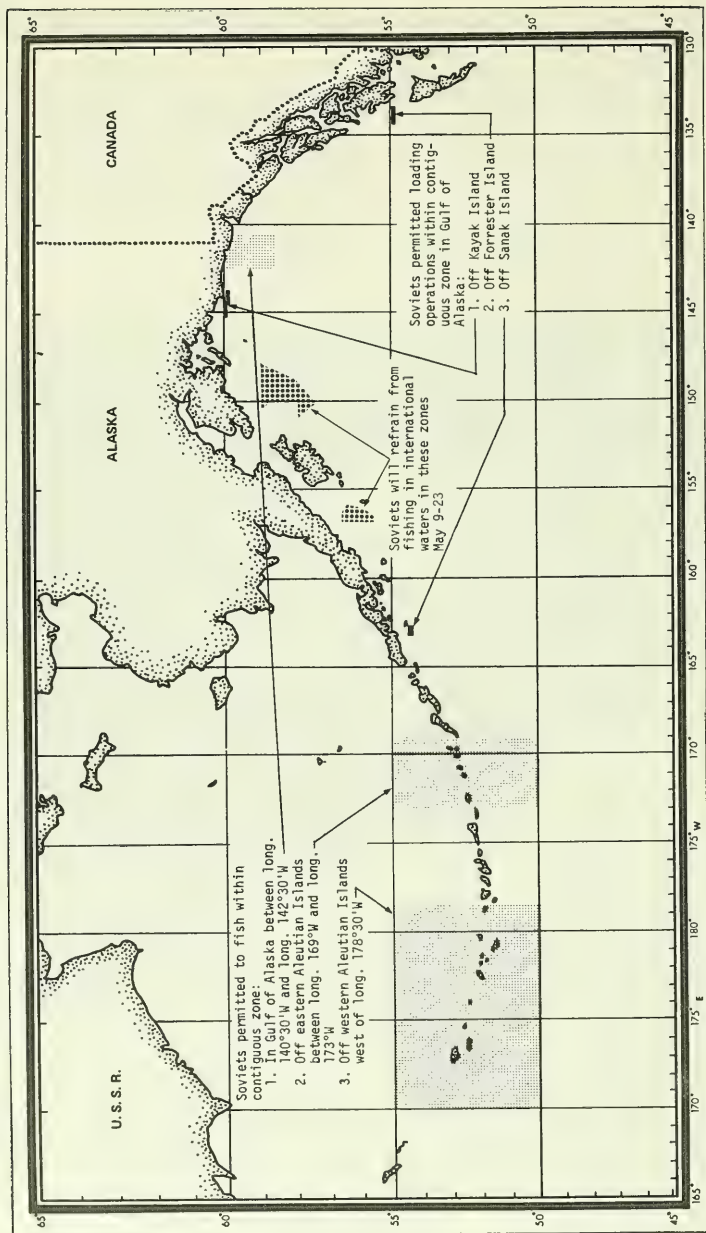 U.S.S.R.
ALASKA
CANADA
Soviets permitted to fish within
contiguous zone:
1. In Gulf of Alaska between long.
140°30'W and long. 142°30'W
2. Off eastern Aleutian Islands
between long. 169°W and long.
173°W
3. Off western Aleutian Islands
west of long. 178°30'W
Soviets will refrain from
fishing in international
waters in these zones
May 9-23
Soviets permitted loading
operations within contig-
uous zone in Gulf of
Alaska:
1. Off Kayak Island
2. Off Forrester Island
3. Off Sanak Island
65°
60°
55°
50°
45°
65°
60°
55°
50°
45°
165° 170° 175° 180° 175° 170° 165° 160° 155° 150° 145° 140° 135° 130°
E W